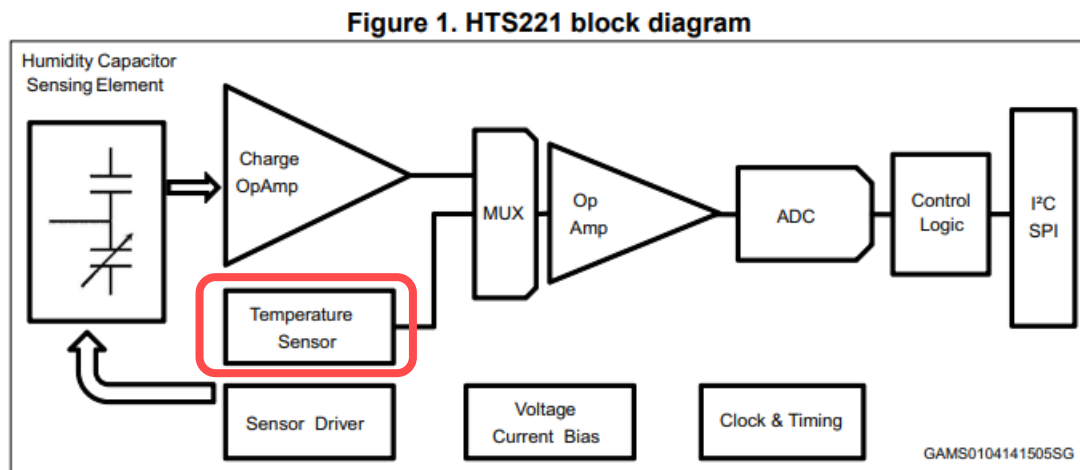 Figure 1. HTS221 block diagram
Humidity Capacitor
Sensing Element
Charge
OpAmp
MUX
Op
Amp
ADC
Control
Logic
I²C
SPI
Temperature
Sensor
Sensor Driver
Voltage
Current Bias
Clock & Timing
GAMS0104141505SG